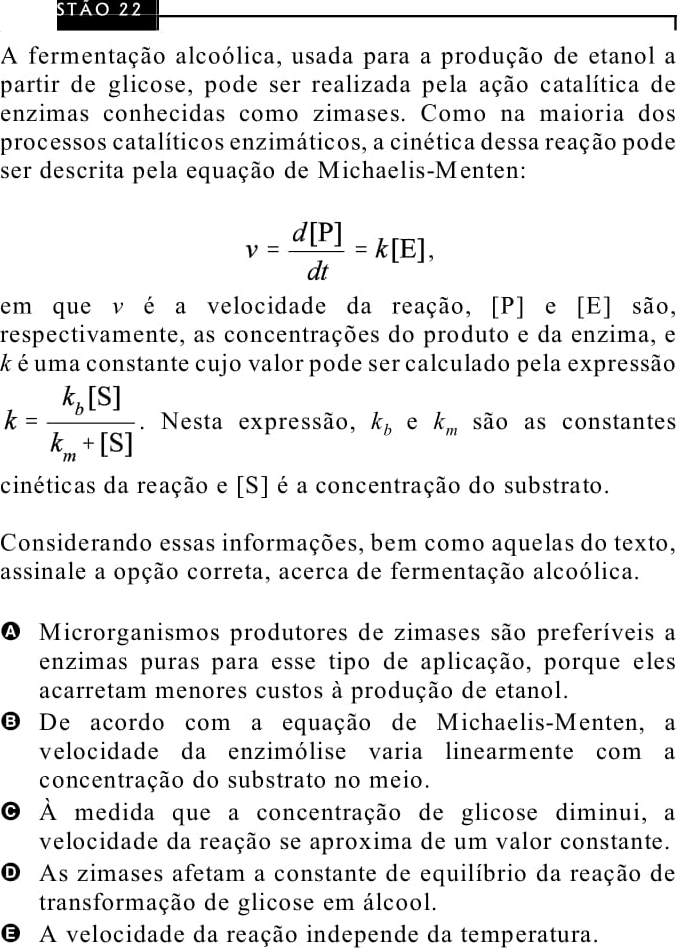 STÃO 22
A fermentação alcoólica, usada para a produção de etanol a
partir de glicose, pode ser realizada pela ação catalítica de
enzimas conhecidas como zimases. Como na maioria dos
processos catalíticos enzimáticos, a cinética dessa reação pode
ser descrita pela equação de Michaelis-Menten:
v = d[P]/dt = k[E],
em que v é a velocidade da reação, [P] e [E] são,
respectivamente, as concentrações do produto e da enzima, e
k é uma constante cujo valor pode ser calculado pela expressão
k = k_b[S]/(k_m + [S]). Nesta expressão, k_b e k_m são as constantes
cinéticas da reação e [S] é a concentração do substrato.
Considerando essas informações, bem como aquelas do texto,
assinale a opção correta, acerca de fermentação alcoólica.
A Microrganismos produtores de zimases são preferíveis a
enzimas puras para esse tipo de aplicação, porque eles
acarretam menores custos à produção de etanol.
B De acordo com a equação de Michaelis-Menten, a
velocidade da enzimólise varia linearmente com a
concentração do substrato no meio.
C À medida que a concentração de glicose diminui, a
velocidade da reação se aproxima de um valor constante.
D As zimases afetam a constante de equilíbrio da reação de
transformação de glicose em álcool.
E A velocidade da reação independe da temperatura.